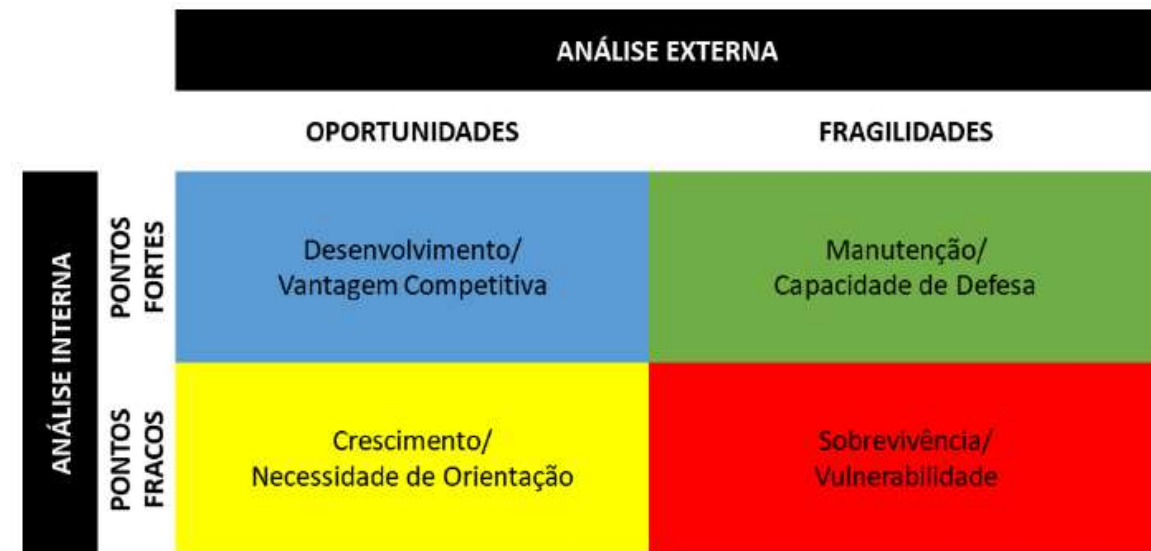 ANÁLISE EXTERNA
OPORTUNIDADES
FRAGILIDADES
ANÁLISE INTERNA
PONTOS
FORTES
Desenvolvimento/
Vantagem Competitiva
Manutenção/
Capacidade de Defesa
PONTOS
FRACOS
Crescimento/
Necessidade de Orientação
Sobrevivência/
Vulnerabilidade